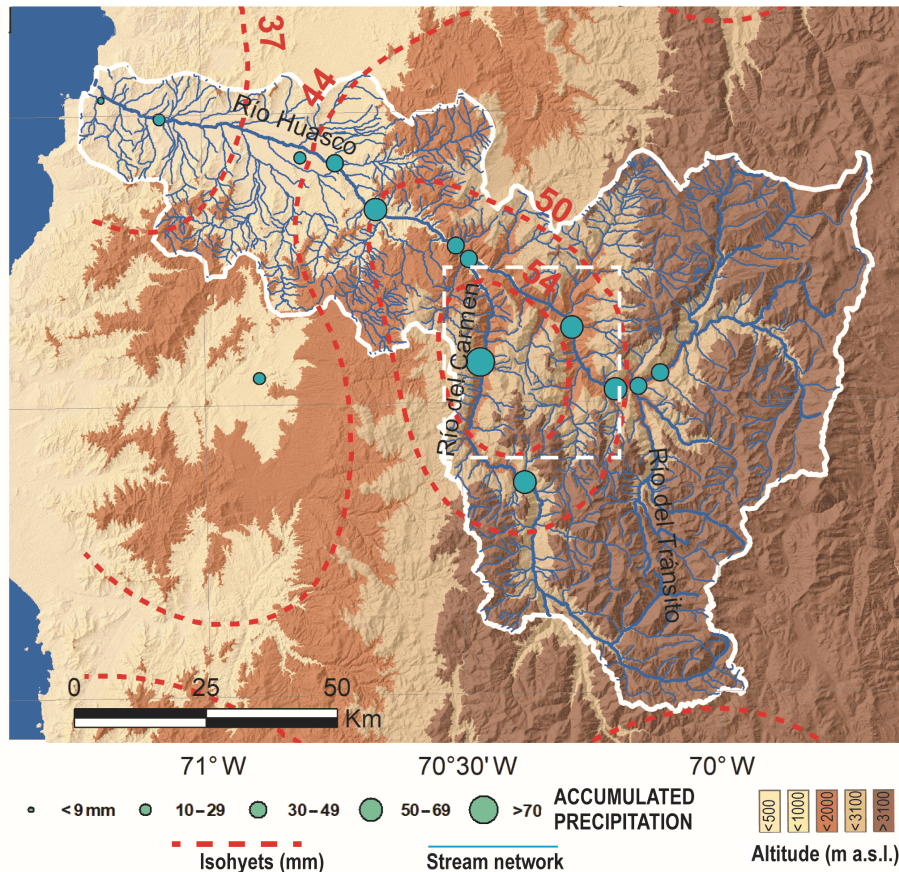 37
44
Río Huasco
50
54
Río del Carmen
Río del Tránsito
0 25 50
Km
71°W 70°30'W 70°W
<9 mm 10–29 30–49 50–69 >70 ACCUMULATED
PRECIPITATION
Isohyets (mm) Stream network
<500 <1000 <2000 <3100 >3100
Altitude (m a.s.l.)